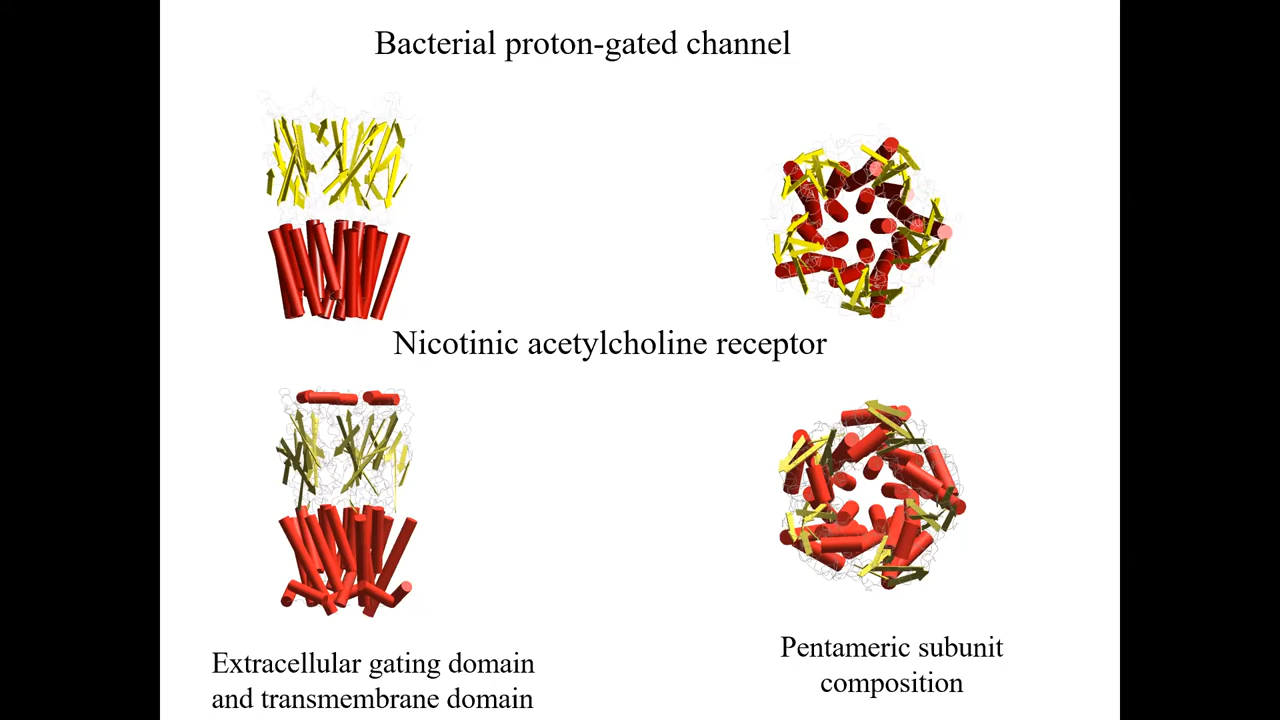 Bacterial proton-gated channel
Nicotinic acetylcholine receptor
Extracellular gating domain
and transmembrane domain
Pentameric subunit
composition